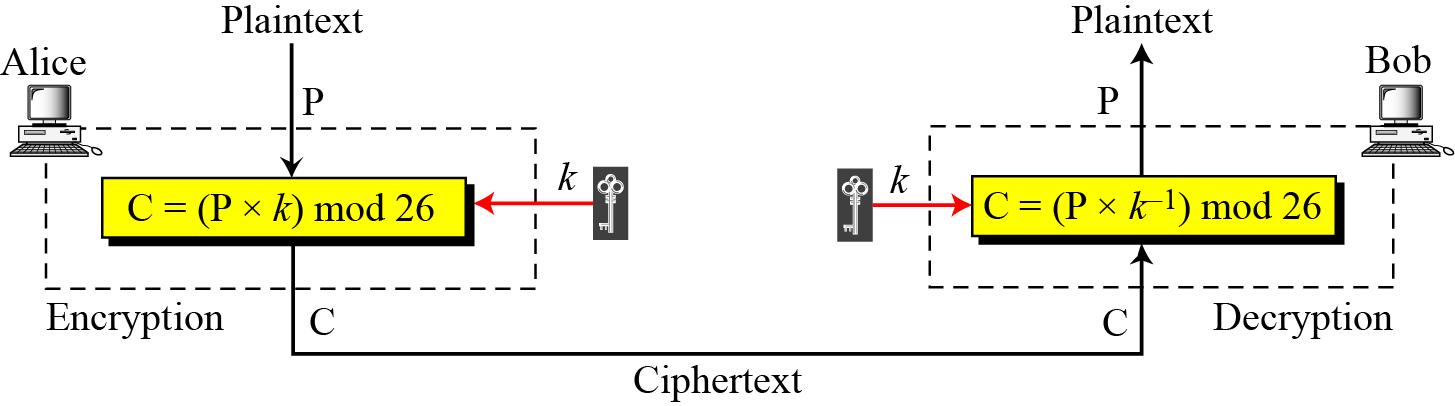 Plaintext
Plaintext
Alice
Bob
P
P
k
k
C = (P × k) mod 26
C = (P × k⁻¹) mod 26
Encryption
Decryption
C
C
Ciphertext